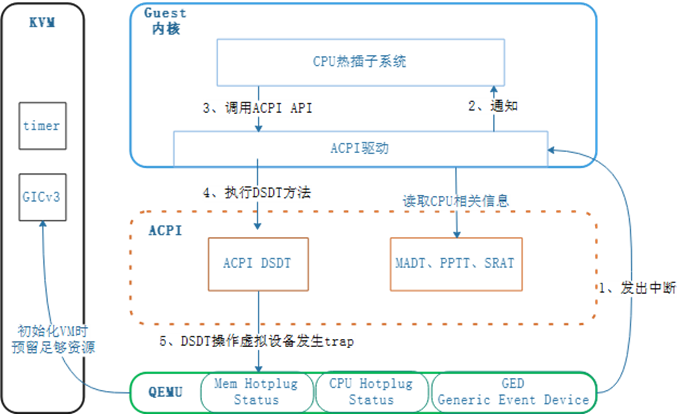 KVM
timer
GICv3
初始化VM时
预留足够资源
Guest
内核
CPU热插子系统
3、调用ACPI API
2、通知
ACPI驱动
4、执行DSDT方法
读取CPU相关信息
ACPI
ACPI DSDT
MADT、PPTT、SRAT
1、发出中断
5、DSDT操作虚拟设备发生trap
QEMU
Mem Hotplug
Status
CPU Hotplug
Status
GED
Generic Event Device